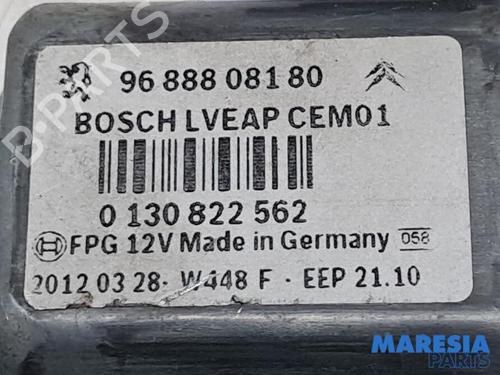 96 888 081 80
BOSCH LVEAP CEM01
0 130 822 562
FPG 12V Made in Germany 058
2012 03 28 · W448 F · EEP 21.10
MARESIA
PARTS